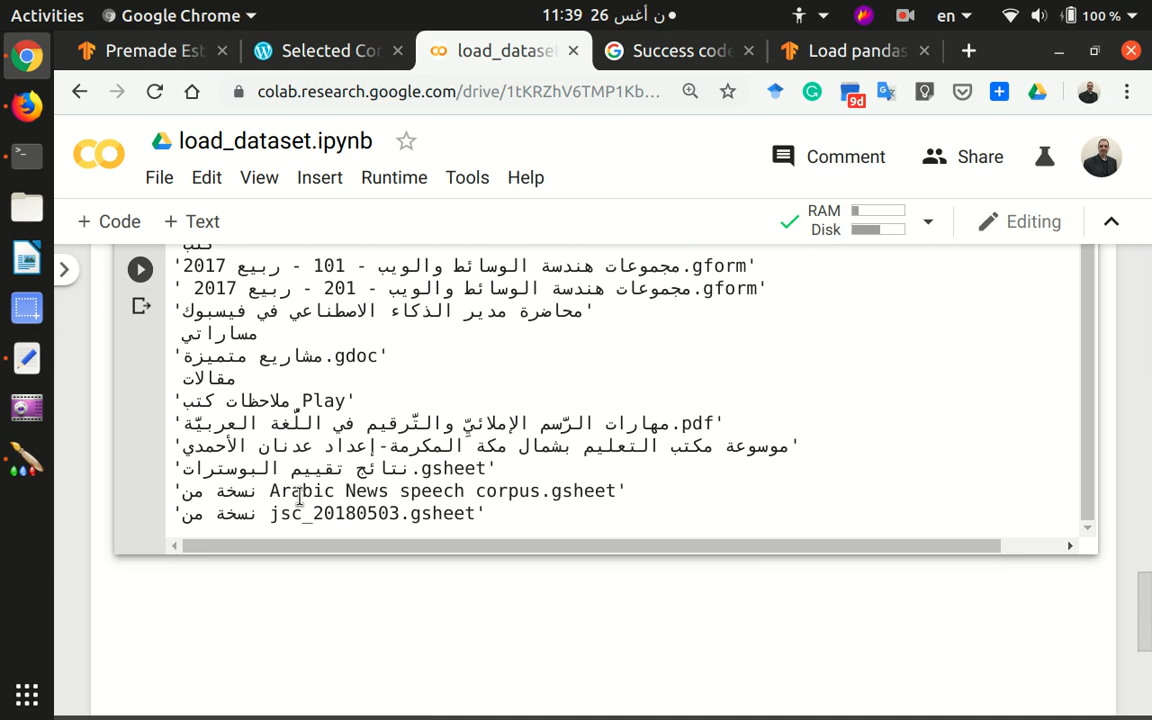 Activities
Google Chrome
11:39 26 ن أغس
en
100 %
Premade Est
Selected Cor
load_datase
Success code
Load pandas
colab.research.google.com/drive/1tKRZhV6TMP1Kb...
9d
load_dataset.ipynb
Comment
Share
File Edit View Insert Runtime Tools Help
+ Code + Text
RAM
Disk
Editing
كتب
'مجموعات هندسة الوسائط والويب - 101 - ربيع 2017.gform'
' مجموعات هندسة الوسائط والويب - 201 - ربيع 2017.gform'
'محاضرة مدير الذكاء الاصطناعي في فيسبوك'
مساراتي
'مشاريع متميزة.gdoc'
مقالات
'ملاحظات كتب Play'
'مهارات الرّسم الإملائيِّ والتّرقيم في اللُّغة العربيّة.pdf'
'موسوعة مكتب التعليم بشمال مكة المكرمة-إعداد عدنان الأحمدي'
'نتائج تقييم البوسترات.gsheet'
'نسخة من Arabic News speech corpus.gsheet'
'نسخة من jsc_20180503.gsheet'